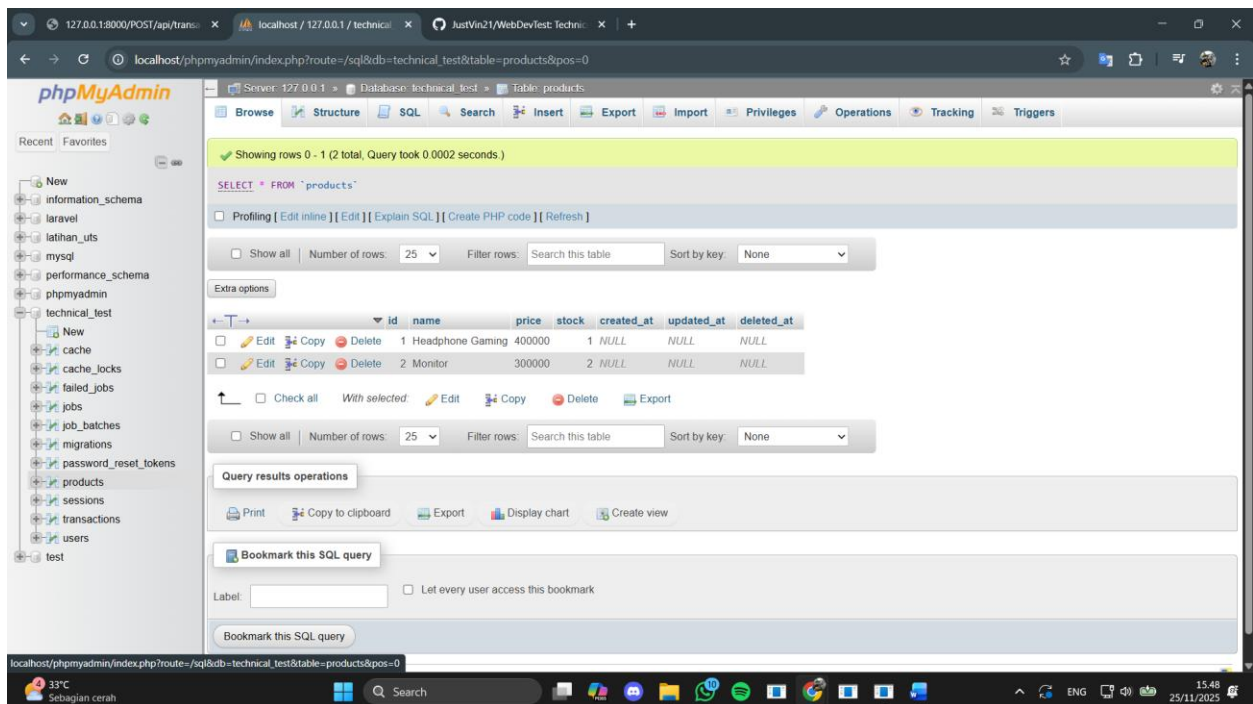 127.0.0.1:8000/POST/api/transa
localhost / 127.0.0.1 / technical
JustVin21/WebDevTest: Technic
localhost/phpmyadmin/index.php?route=/sql&db=technical_test&table=products&pos=0
phpMyAdmin
Recent Favorites
New
information_schema
laravel
latihan_uts
mysql
performance_schema
phpmyadmin
technical_test
New
cache
cache_locks
failed_jobs
jobs
job_batches
migrations
password_reset_tokens
products
sessions
transactions
users
test
Server: 127.0.0.1 » Database: technical_test » Table: products
Browse Structure SQL Search Insert Export Import Privileges Operations Tracking Triggers
Showing rows 0 - 1 (2 total, Query took 0.0002 seconds.)
SELECT * FROM `products`
Profiling [ Edit inline ] [ Edit ] [ Explain SQL ] [ Create PHP code ] [ Refresh ]
Show all | Number of rows: 25 Filter rows: Search this table Sort by key: None
Extra options
id name price stock created_at updated_at deleted_at
Edit Copy Delete 1 Headphone Gaming 400000 1 NULL NULL NULL
Edit Copy Delete 2 Monitor 300000 2 NULL NULL NULL
Check all With selected: Edit Copy Delete Export
Show all | Number of rows: 25 Filter rows: Search this table Sort by key: None
Query results operations
Print Copy to clipboard Export Display chart Create view
Bookmark this SQL query
Label: Let every user access this bookmark
Bookmark this SQL query
localhost/phpmyadmin/index.php?route=/sql&db=technical_test&table=products&pos=0
4 33°C
Sebagian cerah
Search
10
ENG
15.48
25/11/2025